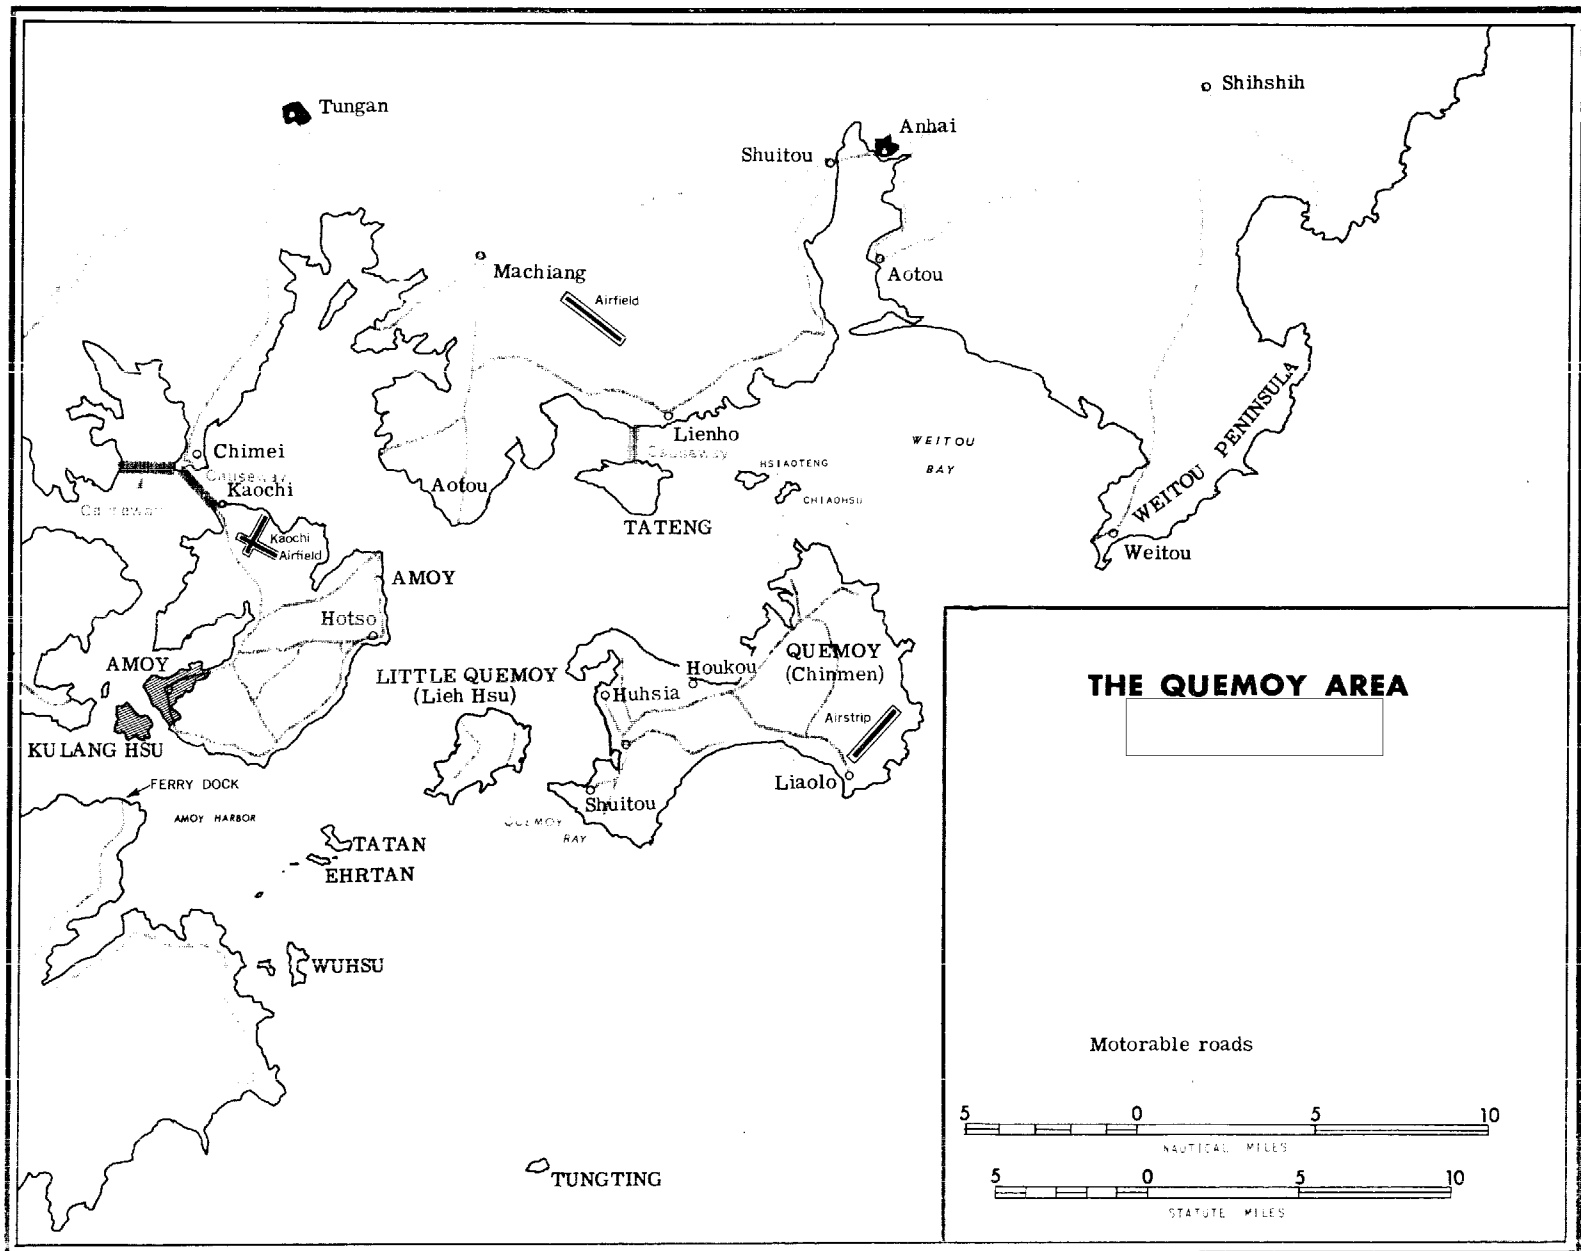 Shihshih
Tungan
Anhai
Shuitou
Machiang
Airfield
Aotou
WEITOU PENINSULA
Chimei
Lienho
Causeway
WEITOU
BAY
HSIAOTENG
CHIAOHSU
Causeway
Kaochi
Causeway
Aotou
TATENG
Kaochi
Airfield
Weitou
AMOY
Hotso
AMOY
LITTLE QUEMOY
(Lieh Hsu)
Houkou
Huhsia
QUEMOY
(Chinmen)
Airstrip
THE QUEMOY AREA
KULANG HSU
FERRY DOCK
AMOY HARBOR
Liaolo
Shuitou
QUEMOY
BAY
TATAN
EHRTAN
WUHSU
Motorable roads
5 0 5 10
NAUTICAL MILES
TUNGTING
5 0 5 10
STATUTE MILES